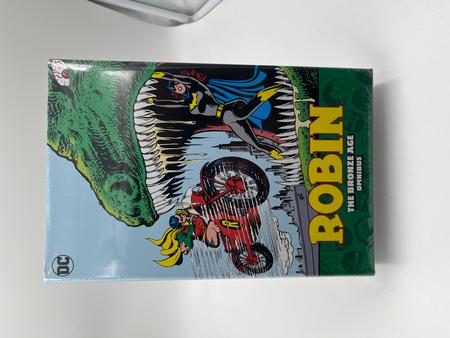 ROBIN
THE BRONZE AGE
OMNIBUS
DC